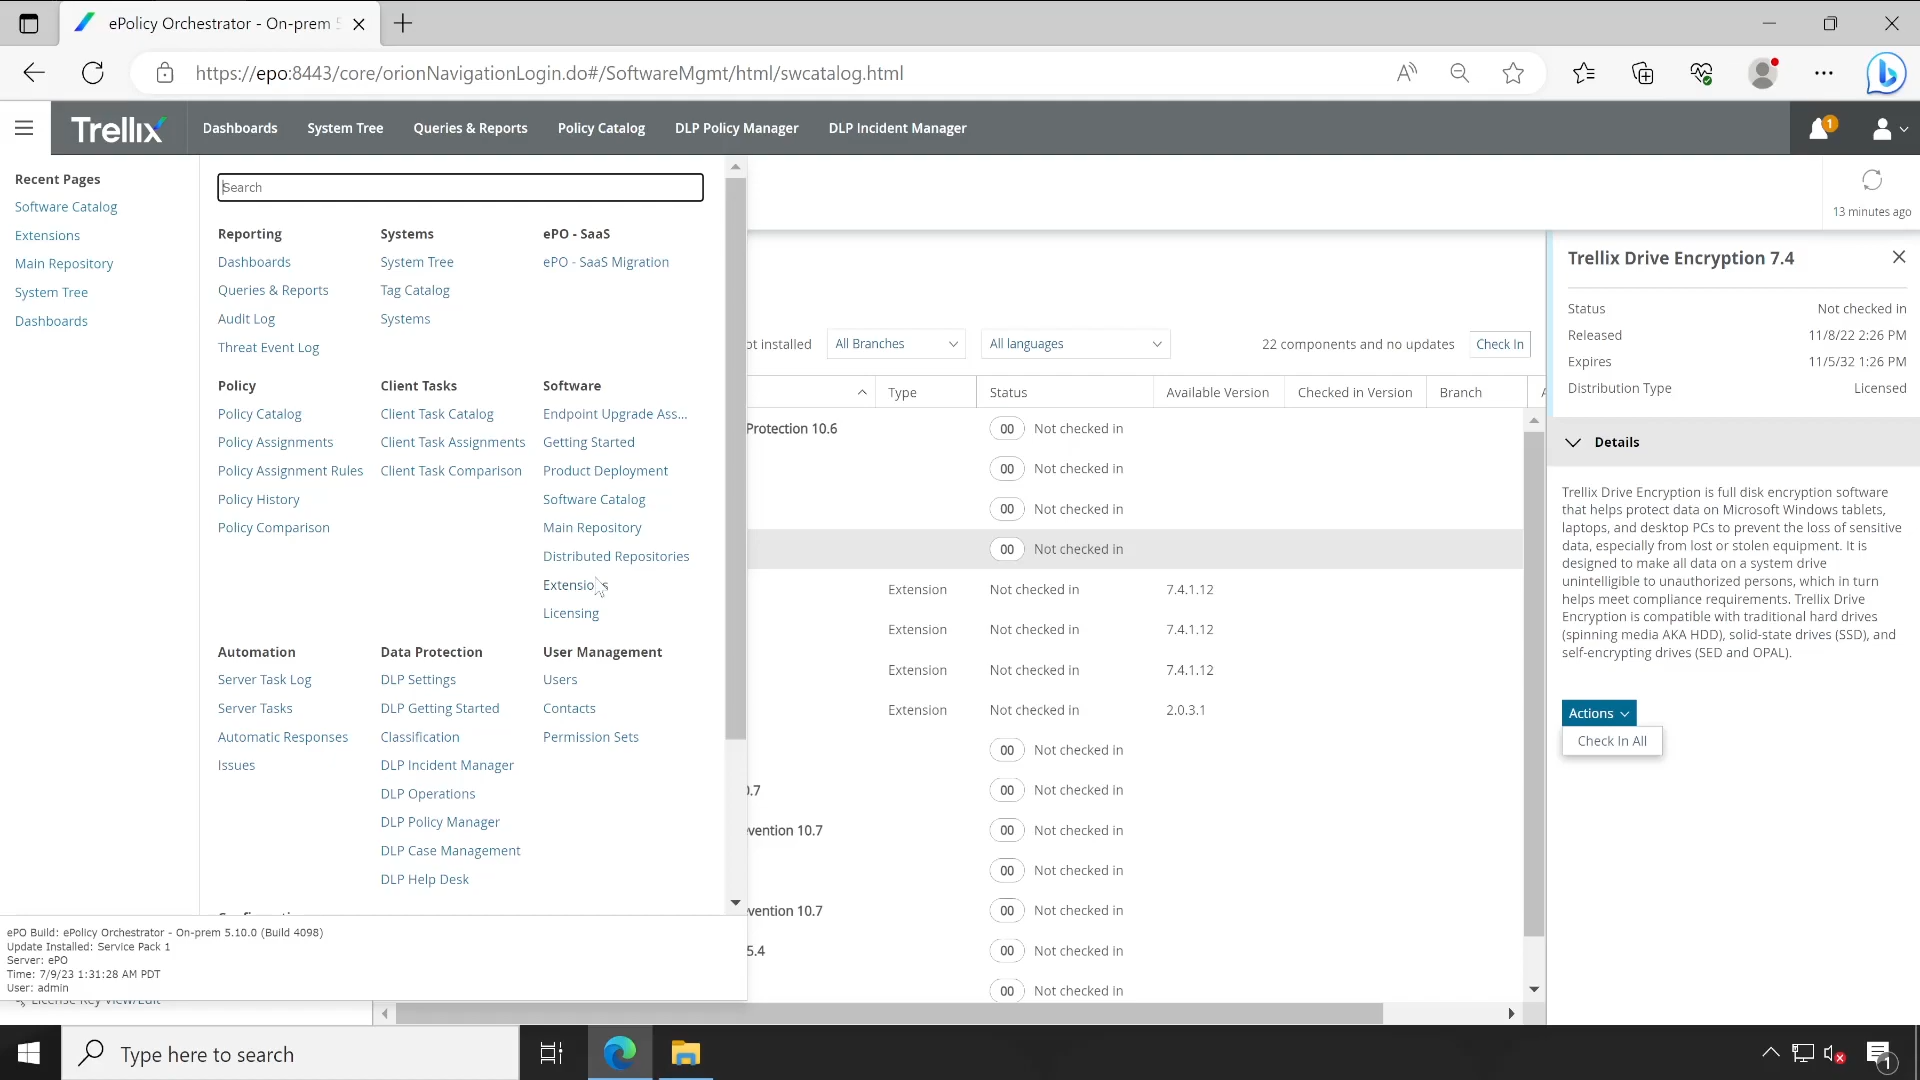 ePolicy Orchestrator - On-prem 5
https://epo:8443/core/orionNavigationLogin.do#/SoftwareMgmt/html/swcatalog.html
Trellix
Dashboards
System Tree
Queries & Reports
Policy Catalog
DLP Policy Manager
DLP Incident Manager
1
Recent Pages
Software Catalog
Extensions
Main Repository
System Tree
Dashboards
Search
Reporting
Dashboards
Queries & Reports
Audit Log
Threat Event Log
Systems
System Tree
Tag Catalog
Systems
ePO - SaaS
ePO - SaaS Migration
Policy
Policy Catalog
Policy Assignments
Policy Assignment Rules
Policy History
Policy Comparison
Client Tasks
Client Task Catalog
Client Task Assignments
Client Task Comparison
Software
Endpoint Upgrade Ass...
Getting Started
Product Deployment
Software Catalog
Main Repository
Distributed Repositories
Extensions
Licensing
Automation
Server Task Log
Server Tasks
Automatic Responses
Issues
Data Protection
DLP Settings
DLP Getting Started
Classification
DLP Incident Manager
DLP Operations
DLP Policy Manager
DLP Case Management
DLP Help Desk
User Management
Users
Contacts
Permission Sets
ePO Build: ePolicy Orchestrator - On-prem 5.10.0 (Build 4098)
Update Installed: Service Pack 1
Server: ePO
Time: 7/9/23 1:31:28 AM PDT
User: admin
License Key View/Edit
13 minutes ago
installed
All Branches
All languages
22 components and no updates
Check In
Type
Status
Available Version
Checked in Version
Branch
Protection 10.6
00 Not checked in
00 Not checked in
00 Not checked in
00 Not checked in
Extension Not checked in 7.4.1.12
Extension Not checked in 7.4.1.12
Extension Not checked in 7.4.1.12
Extension Not checked in 2.0.3.1
00 Not checked in
0.7 00 Not checked in
vention 10.7 00 Not checked in
00 Not checked in
vention 10.7 00 Not checked in
5.4 00 Not checked in
00 Not checked in
Trellix Drive Encryption 7.4
Status Not checked in
Released 11/8/22 2:26 PM
Expires 11/5/32 1:26 PM
Distribution Type Licensed
Details
Trellix Drive Encryption is full disk encryption software
that helps protect data on Microsoft Windows tablets,
laptops, and desktop PCs to prevent the loss of sensitive
data, especially from lost or stolen equipment. It is
designed to make all data on a system drive
unintelligible to unauthorized persons, which in turn
helps meet compliance requirements. Trellix Drive
Encryption is compatible with traditional hard drives
(spinning media AKA HDD), solid-state drives (SSD), and
self-encrypting drives (SED and OPAL).
Actions
Check In All
Type here to search
1